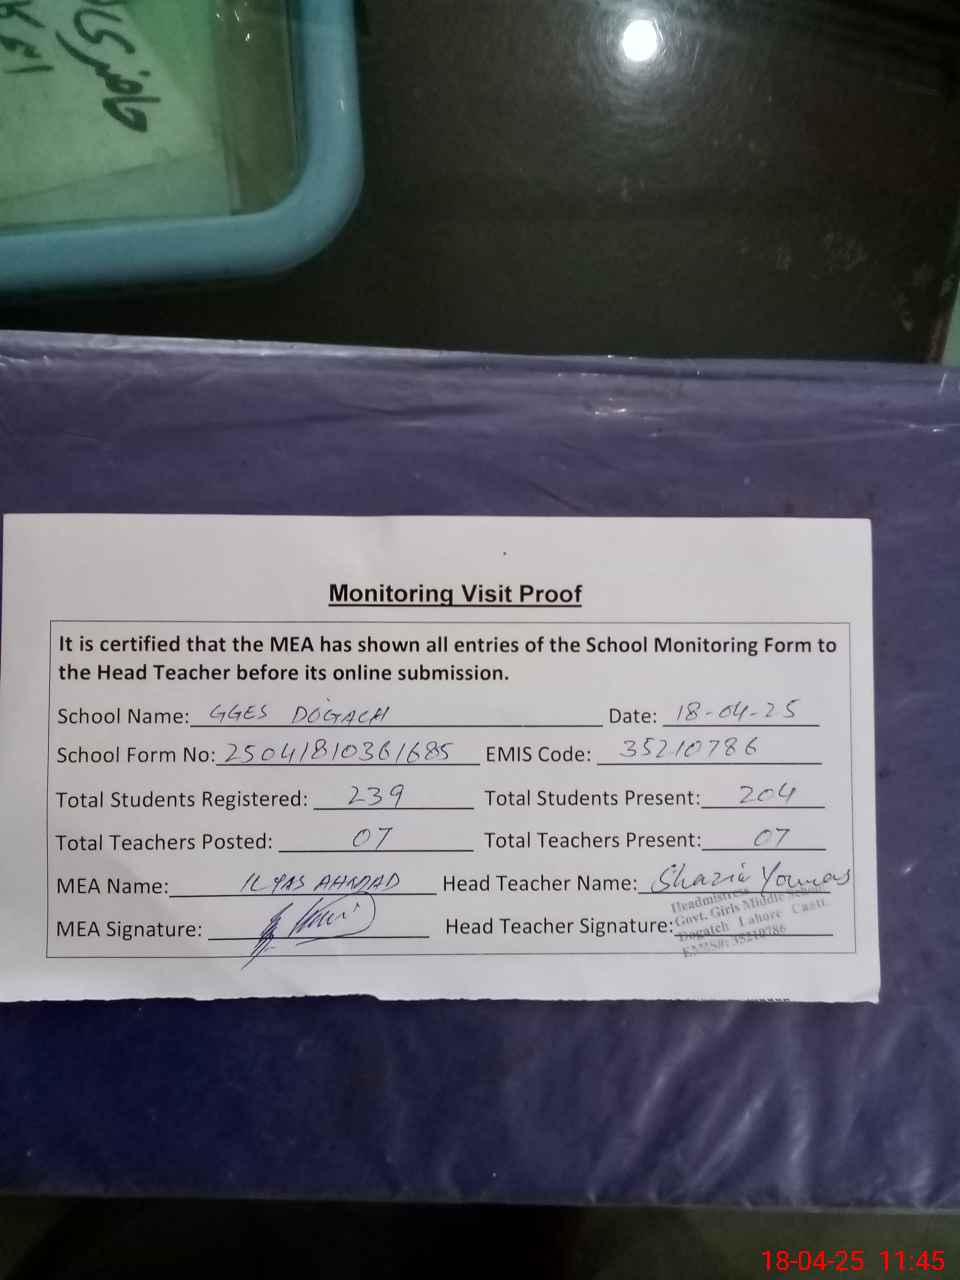 حاضری
Monitoring Visit Proof
It is certified that the MEA has shown all entries of the School Monitoring Form to
the Head Teacher before its online submission.
School Name: GGES DOGACH Date: 18-04-25
School Form No: 25041810361685 EMIS Code: 35210786
Total Students Registered: 239 Total Students Present: 204
Total Teachers Posted: 07 Total Teachers Present: 07
MEA Name: ILYAS AHMAD Head Teacher Name: Shazia Younas
MEA Signature: Head Teacher Signature:
Headmistress
Govt. Girls Middle School
Dogatch Lahore Cantt.
EMIS#: 35210786
18-04-25 11:45